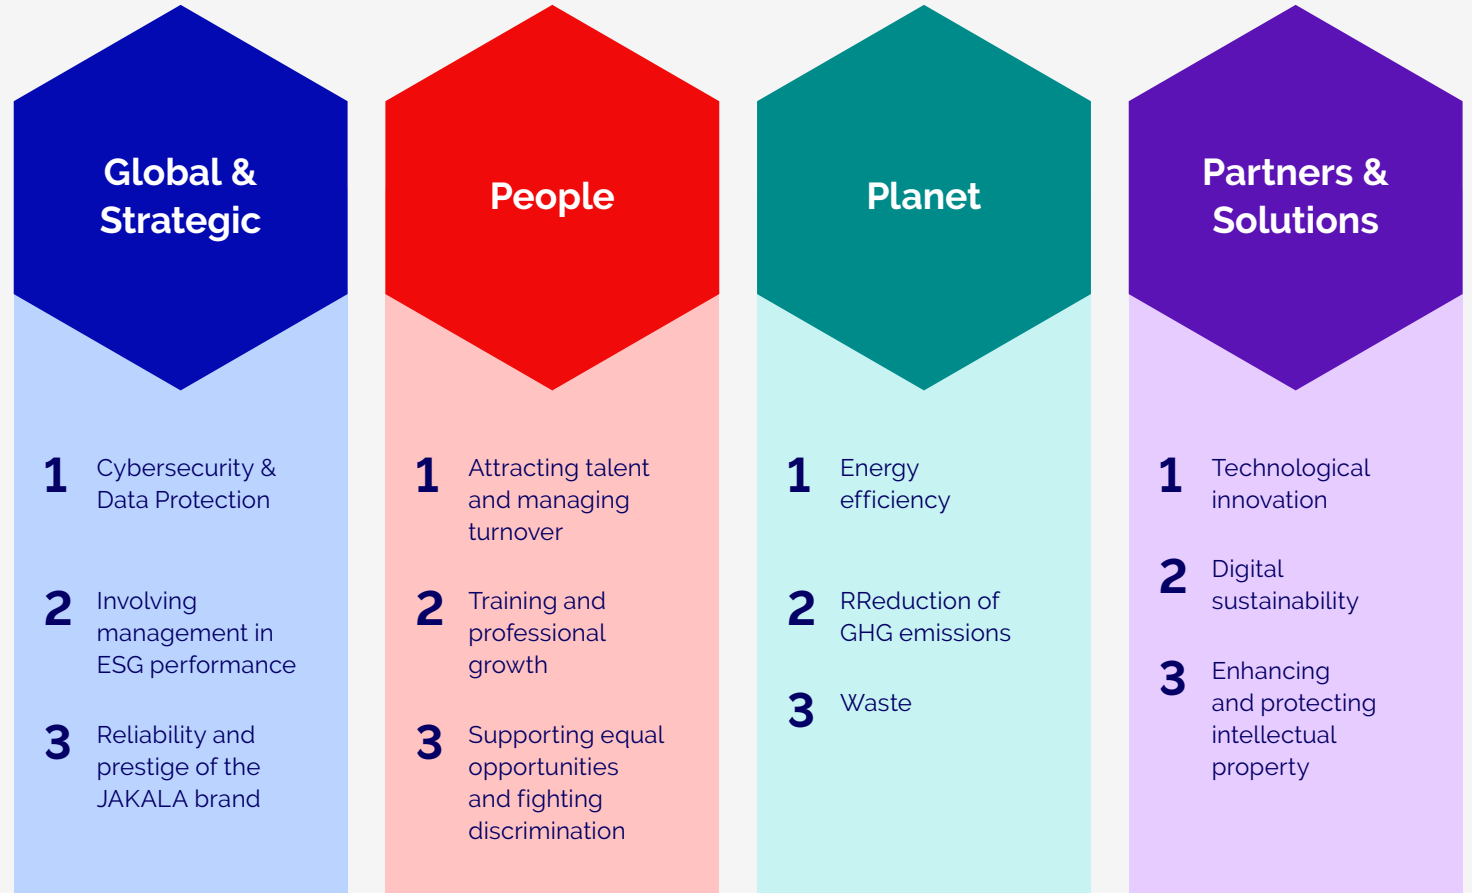 Global &
Strategic
1
Cybersecurity &
Data Protection
2
Involving
management in
ESG performance
3
Reliability and
prestige of the
JAKALA brand
People
1
Attracting talent
and managing
turnover
2
Training and
professional
growth
3
Supporting equal
opportunities
and fighting
discrimination
Planet
1
Energy
efficiency
2
RReduction of
GHG emissions
3
Waste
Partners &
Solutions
1
Technological
innovation
2
Digital
sustainability
3
Enhancing
and protecting
intellectual
property